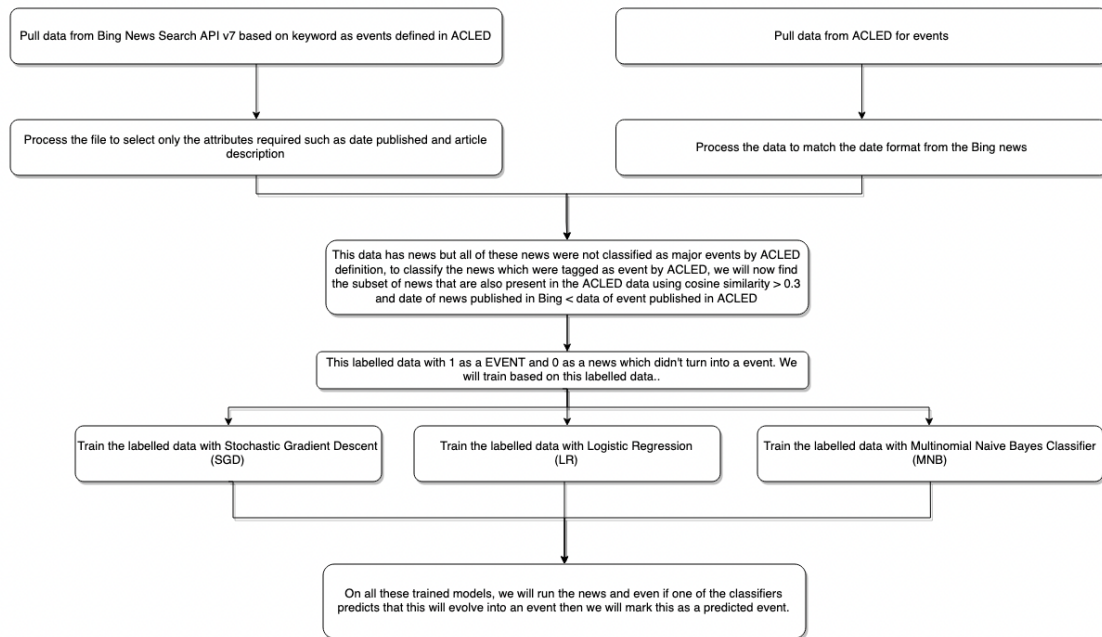 Pull data from Bing News Search API v7 based on keyword as events defined in ACLED
Pull data from ACLED for events
Process the file to select only the attributes required such as date published and article
description
Process the data to match the date format from the Bing news
This data has news but all of these news were not classified as major events by ACLED
definition, to classify the news which were tagged as event by ACLED, we will now find
the subset of news that are also present in the ACLED data using cosine similarity > 0.3
and date of news published in Bing < data of event published in ACLED
This labelled data with 1 as a EVENT and 0 as a news which didn't turn into a event. We
will train based on this labelled data..
Train the labelled data with Stochastic Gradient Descent
(SGD)
Train the labelled data with Logistic Regression
(LR)
Train the labelled data with Multinomial Naive Bayes Classifier
(MNB)
On all these trained models, we will run the news and even if one of the classifiers
predicts that this will evolve into an event then we will mark this as a predicted event.